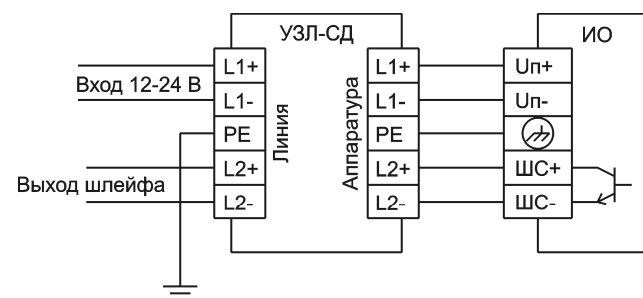 УЗЛ-СД
ИО
L1+
L1+
Uп+
Вход 12-24 В
L1-
L1-
Uп-
PE
Линия
Аппаратура
PE
L2+
L2+
ШС+
Выход шлейфа
L2-
L2-
ШС-